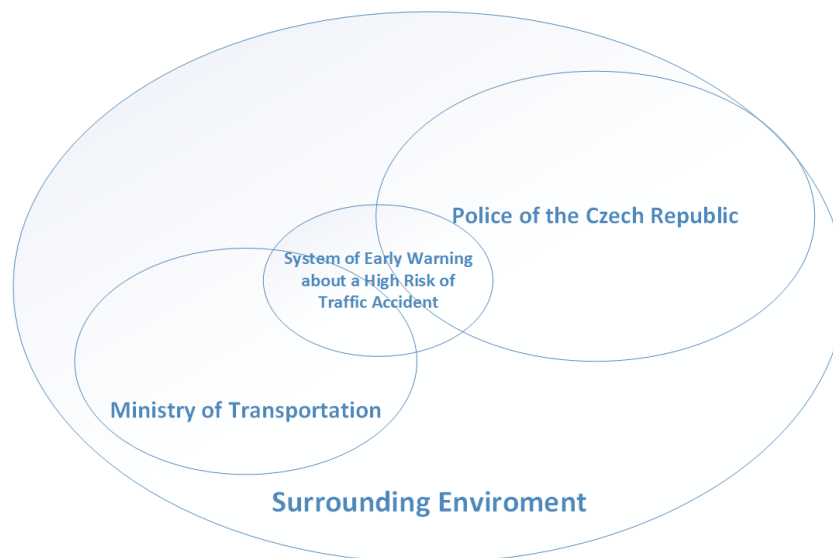 Police of the Czech Republic
System of Early Warning
about a High Risk of
Traffic Accident
Ministry of Transportation
Surrounding Enviroment